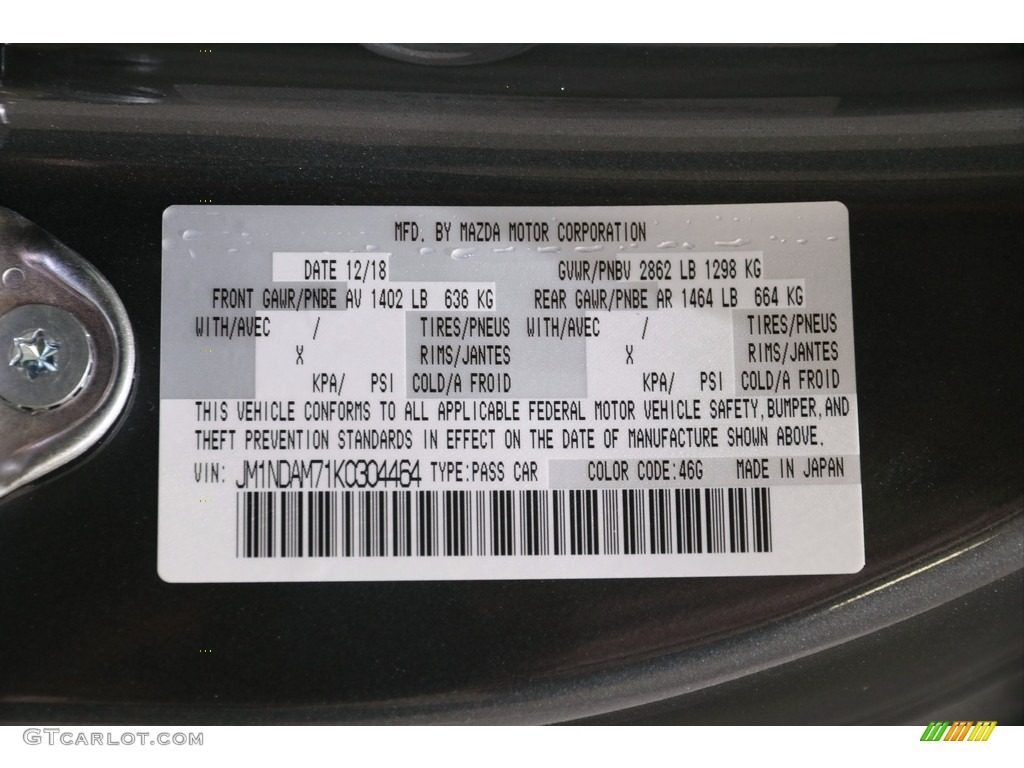 MFD. BY MAZDA MOTOR CORPORATION
DATE 12/18 GVWR/PNBV 2862 LB 1298 KG
FRONT GAWR/PNBE AV 1402 LB 636 KG REAR GAWR/PNBE AR 1464 LB 664 KG
WITH/AVEC / TIRES/PNEUS WITH/AVEC / TIRES/PNEUS
X RIMS/JANTES X RIMS/JANTES
KPA/ PSI COLD/A FROID KPA/ PSI COLD/A FROID
THIS VEHICLE CONFORMS TO ALL APPLICABLE FEDERAL MOTOR VEHICLE SAFETY,BUMPER,AND
THEFT PREVENTION STANDARDS IN EFFECT ON THE DATE OF MANUFACTURE SHOWN ABOVE.
VIN: JM1NDAM71K0304464 TYPE:PASS CAR COLOR CODE:46G MADE IN JAPAN
GTCarlot.com